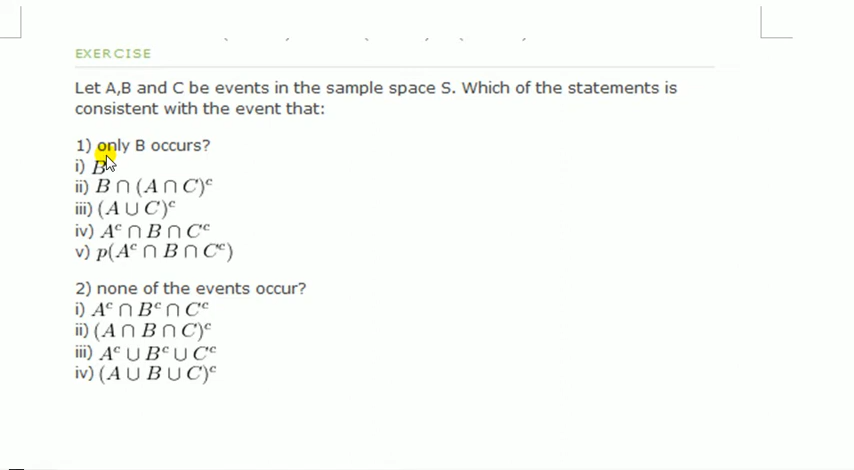 EXERCISE
Let A,B and C be events in the sample space S. Which of the statements is
consistent with the event that:
1) only B occurs?
i) B
ii) B ∩ (A ∩ C)ᶜ
iii) (A ∪ C)ᶜ
iv) Aᶜ ∩ B ∩ Cᶜ
v) p(Aᶜ ∩ B ∩ Cᶜ)
2) none of the events occur?
i) Aᶜ ∩ Bᶜ ∩ Cᶜ
ii) (A ∩ B ∩ C)ᶜ
iii) Aᶜ ∪ Bᶜ ∪ Cᶜ
iv) (A ∪ B ∪ C)ᶜ